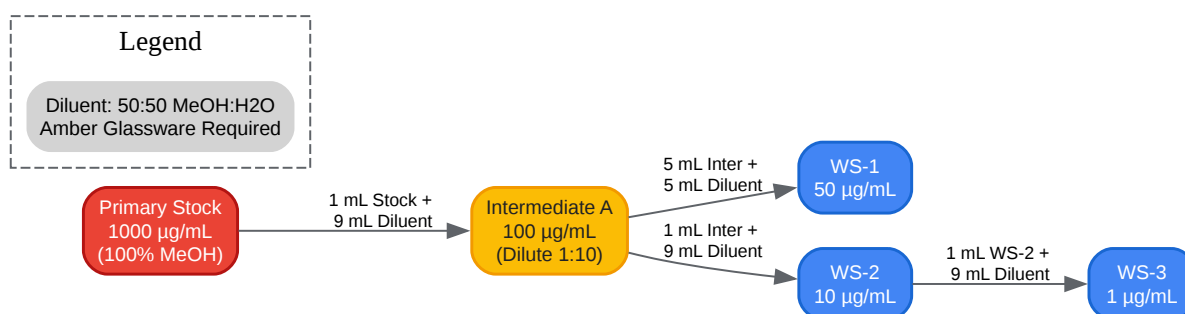 Legend
Diluent: 50:50 MeOH:H2O
Amber Glassware Required
Primary Stock
1000 µg/mL
(100% MeOH)
1 mL Stock +
9 mL Diluent
Intermediate A
100 µg/mL
(Dilute 1:10)
5 mL Inter +
5 mL Diluent
WS-1
50 µg/mL
1 mL Inter +
9 mL Diluent
WS-2
10 µg/mL
1 mL WS-2 +
9 mL Diluent
WS-3
1 µg/mL